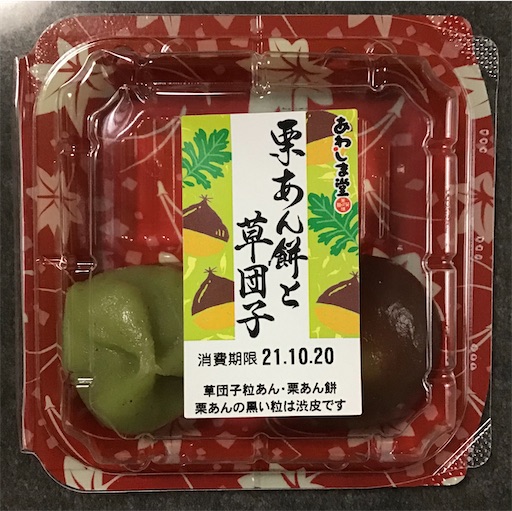 あわしま堂
栗あん餅と
草団子
消費期限 21.10.20
草団子粒あん・栗あん餅
栗あんの黒い粒は渋皮です